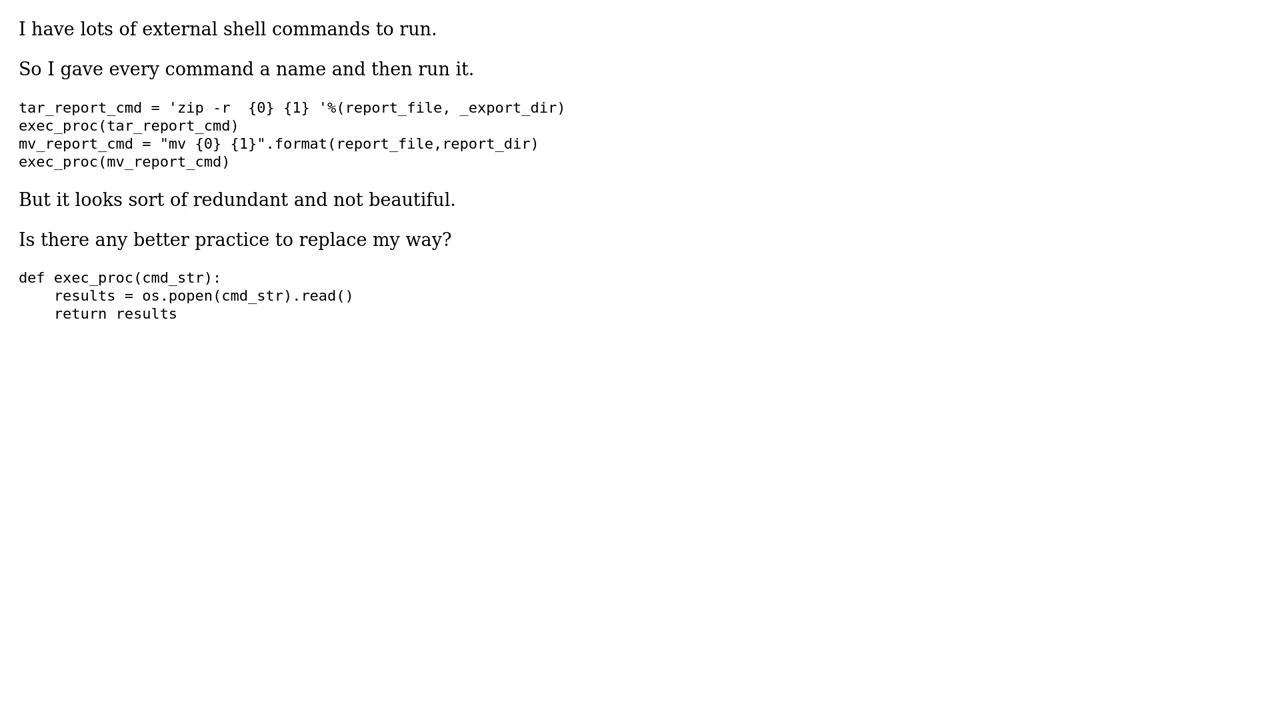 I have lots of external shell commands to run.
So I gave every command a name and then run it.
tar_report_cmd = 'zip -r  {0} {1} '%(report_file, _export_dir)
exec_proc(tar_report_cmd)
mv_report_cmd = "mv {0} {1}".format(report_file,report_dir)
exec_proc(mv_report_cmd)
But it looks sort of redundant and not beautiful.
Is there any better practice to replace my way?
def exec_proc(cmd_str):
    results = os.popen(cmd_str).read()
    return results